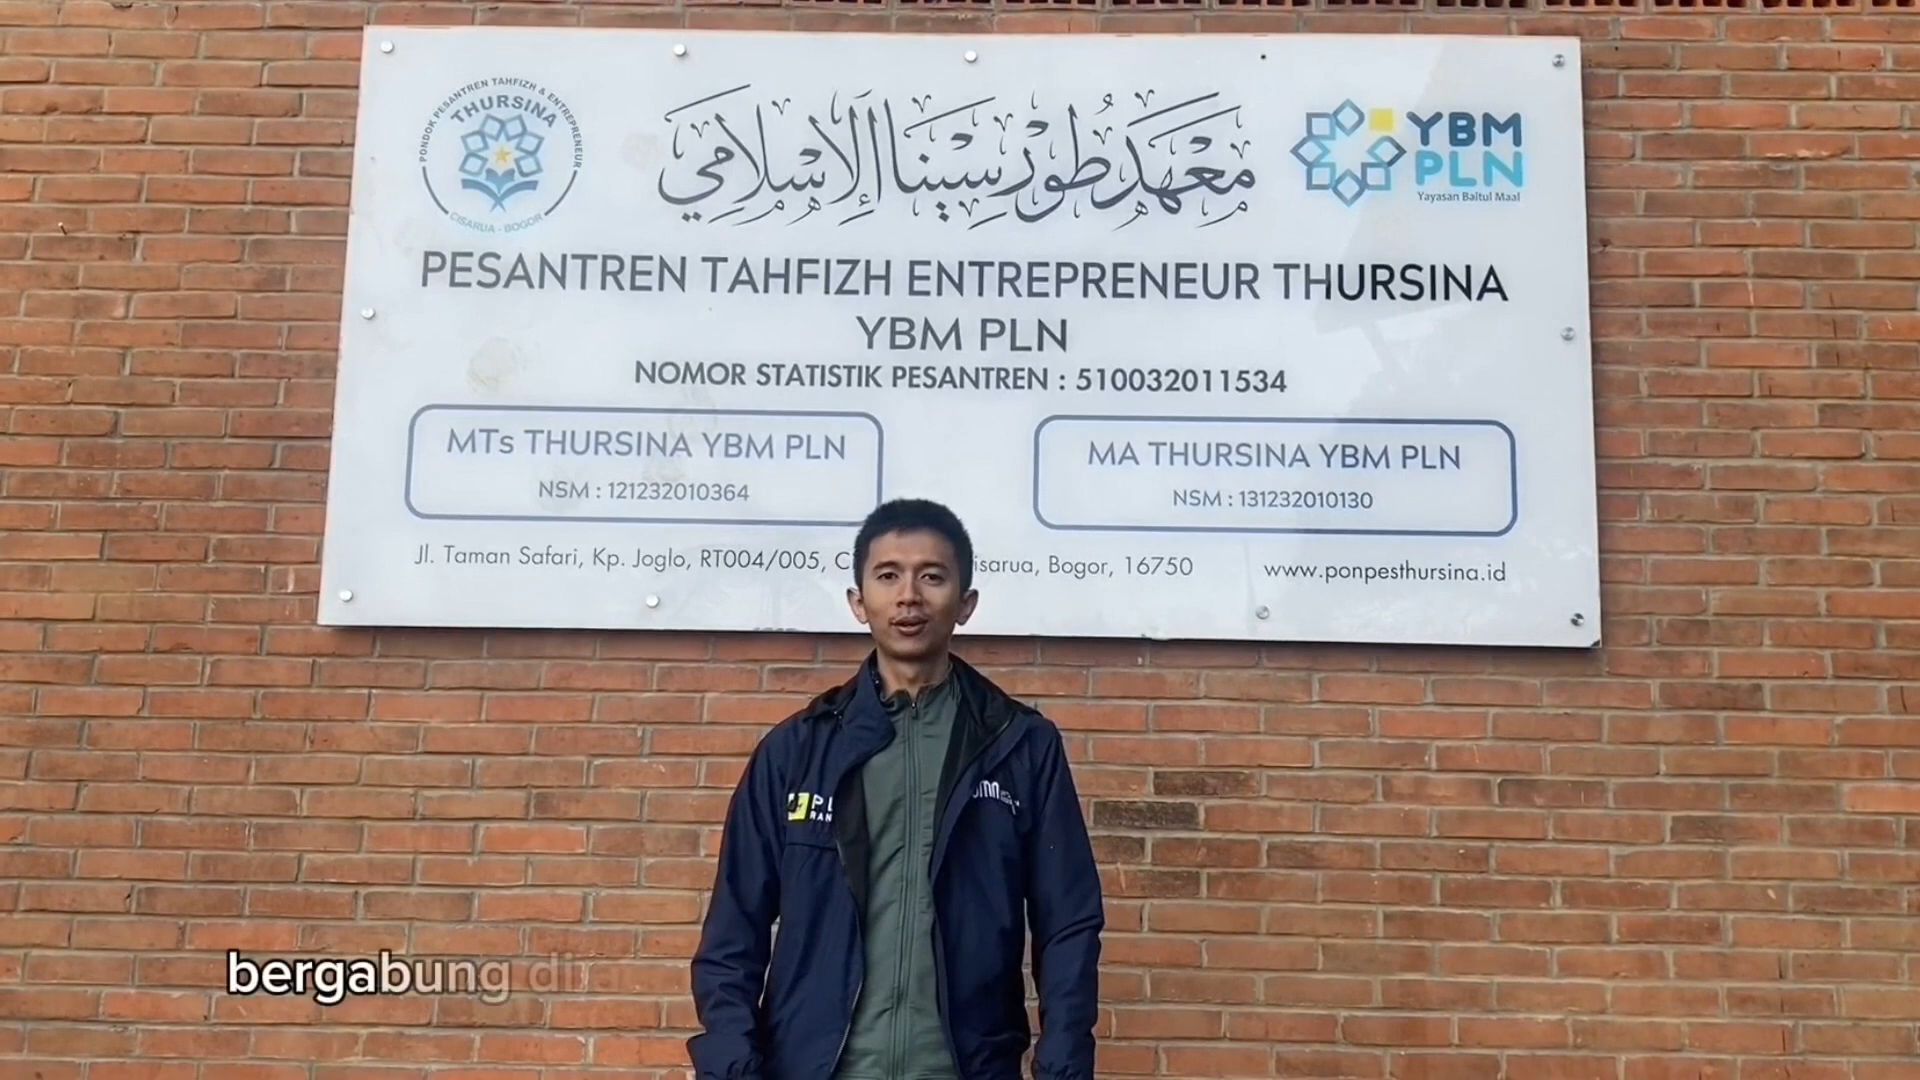 PONDOK PESANTREN TAHFIZH & ENTREPRENEUR
THURSINA
CISARUA - BOGOR
معهد طور سينا الإسلامي
YBM
PLN
Yayasan Baitul Maal
PESANTREN TAHFIZH ENTREPRENEUR THURSINA
YBM PLN
NOMOR STATISTIK PESANTREN : 510032011534
MTs THURSINA YBM PLN
NSM : 121232010364
MA THURSINA YBM PLN
NSM : 131232010130
Jl. Taman Safari, Kp. Joglo, RT004/005, Bogor, 16750
www.ponpesthursina.id
bergabung di